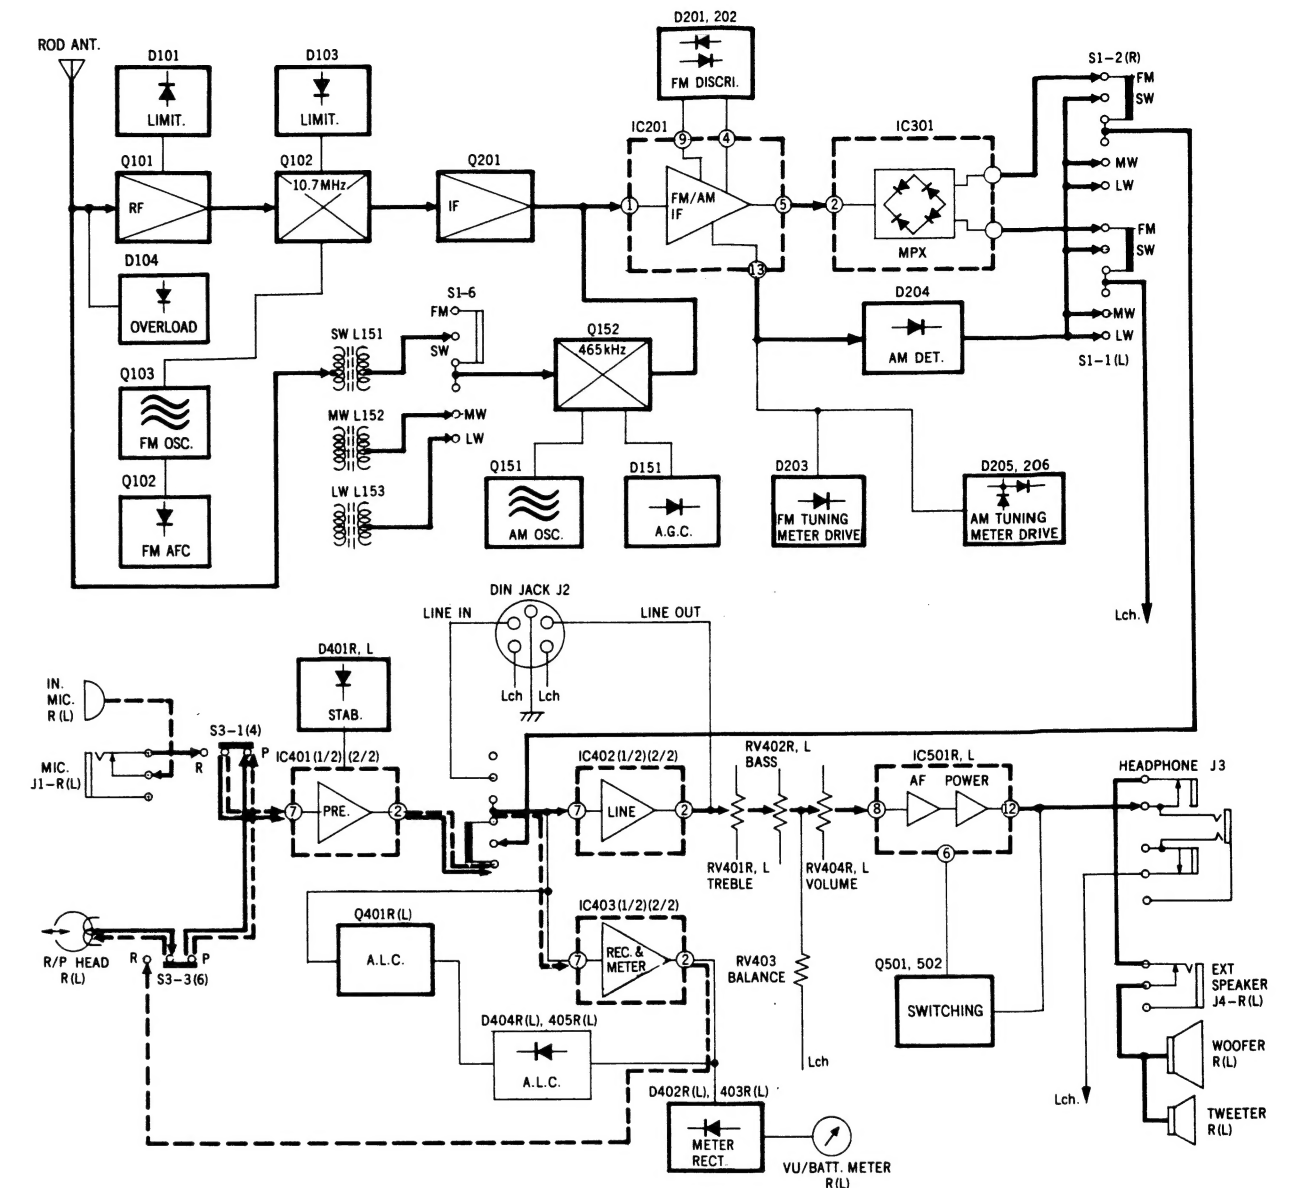 ROD ANT.
D101
LIMIT.
D103
LIMIT.
D201, 202
FM DISCRI.
S1-2(R)
FM
SW
MW
LW
Q101
RF
Q102
10.7MHz
Q201
IF
IC201
9
4
1
FM/AM
IF
5
13
IC301
2
MPX
FM
SW
MW
LW
S1-1(L)
D104
OVERLOAD
D204
AM DET.
S1-6
FM
SW
MW
LW
SW L151
MW L152
LW L153
Q152
465kHz
Q103
FM OSC.
Q102
FM AFC
Q151
AM OSC.
D151
A.G.C.
D203
FM TUNING
METER DRIVE
D205, 206
AM TUNING
METER DRIVE
Lch.
DIN JACK J2
LINE IN
LINE OUT
Lch
Lch
D401R, L
STAB.
IN.
MIC.
R(L)
MIC.
J1-R(L)
S3-1(4)
R
P
IC401(1/2)(2/2)
7
PRE.
2
IC402(1/2)(2/2)
7
LINE
2
RV402R, L
BASS
RV401R, L
TREBLE
RV404R, L
VOLUME
IC501R, L
AF
POWER
8
12
6
HEADPHONE J3
R/P HEAD
R(L)
R
P
S3-3(6)
Q401R(L)
A.L.C.
IC403(1/2)(2/2)
7
REC. &
METER
2
RV403
BALANCE
Lch
Q501, 502
SWITCHING
EXT
SPEAKER
J4-R(L)
D404R(L), 405R(L)
A.L.C.
D402R(L), 403R(L)
METER
RECT.
VU/BATT. METER
R(L)
Lch.
WOOFER
R(L)
TWEETER
R(L)